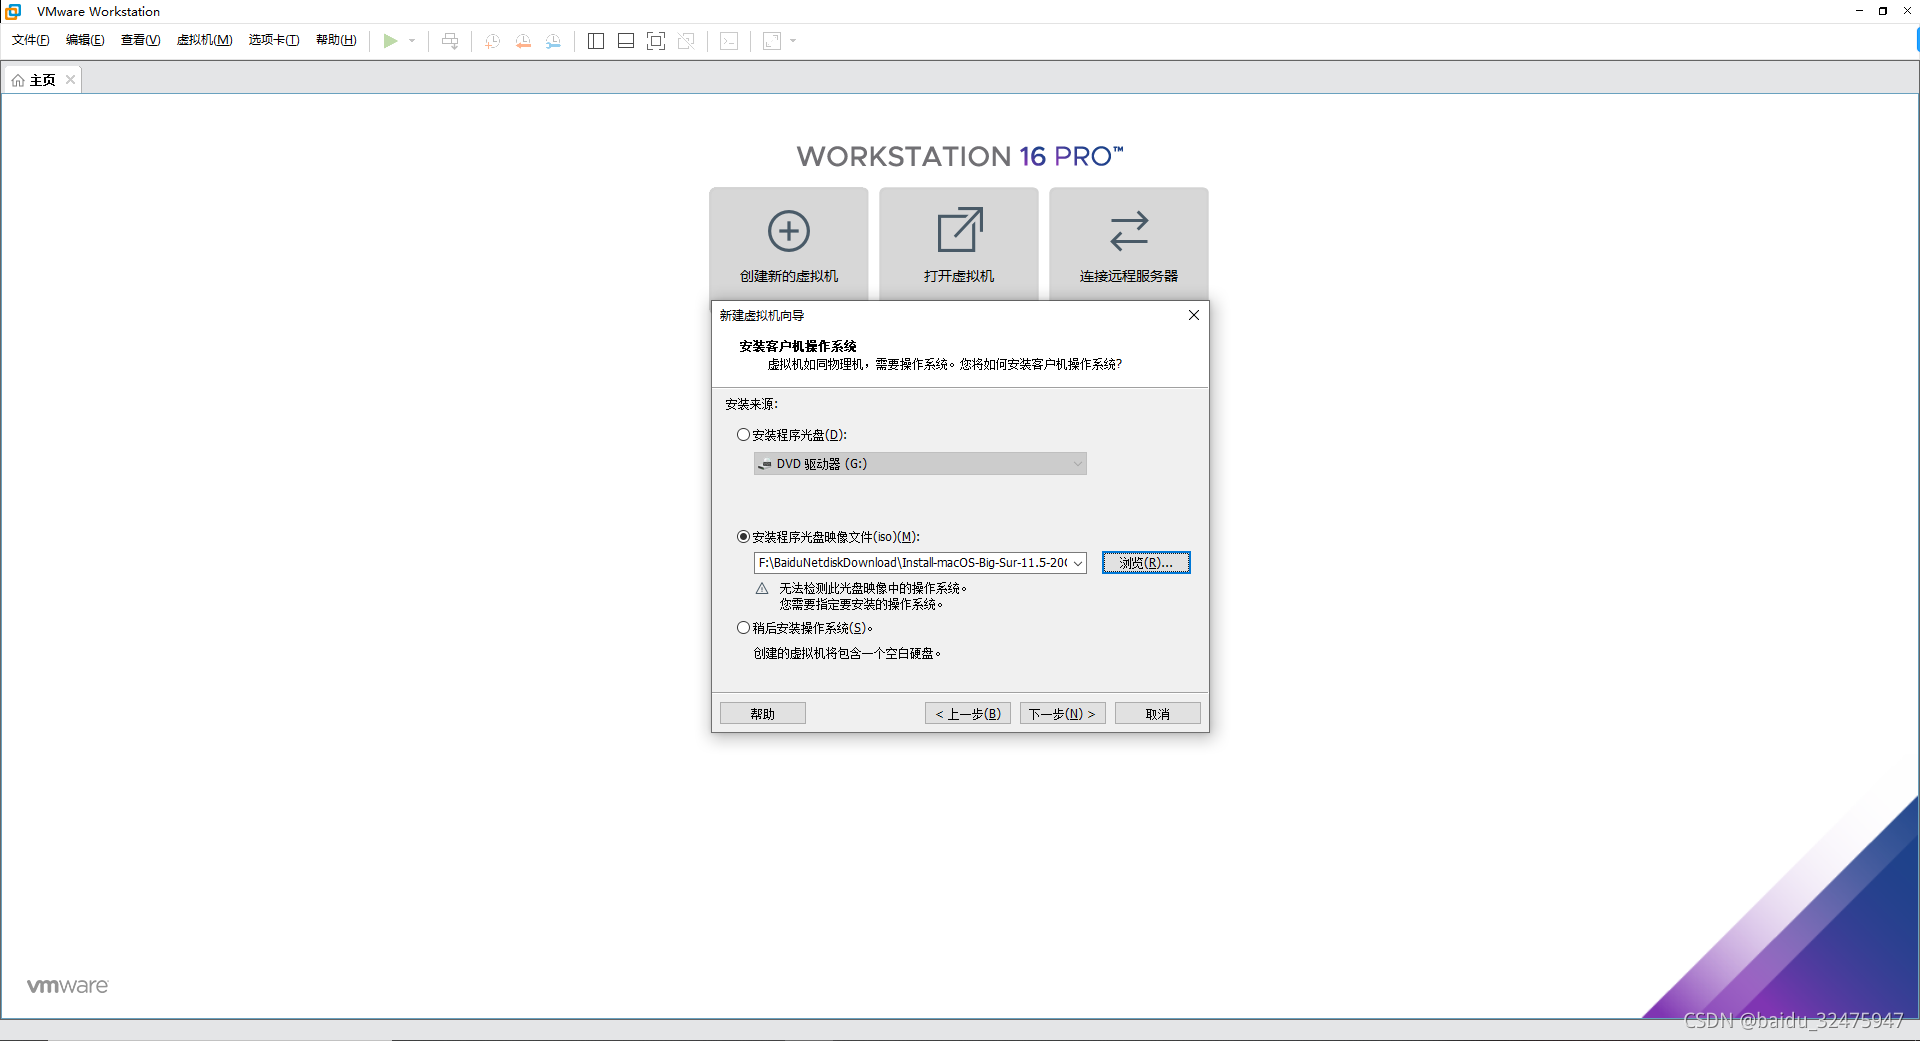 VMware Workstation
文件(F) 编辑(E) 查看(V) 虚拟机(M) 选项卡(T) 帮助(H)
主页
WORKSTATION 16 PRO™
创建新的虚拟机 打开虚拟机 连接远程服务器
新建虚拟机向导
安装客户机操作系统
虚拟机如同物理机，需要操作系统。您将如何安装客户机操作系统?
安装来源:
安装程序光盘(D):
DVD 驱动器 (G:)
安装程序光盘映像文件(iso)(M):
F:\BaiduNetdiskDownload\Install-macOS-Big-Sur-11.5-20 浏览(R)...
无法检测此光盘映像中的操作系统。
您需要指定要安装的操作系统。
稍后安装操作系统(S)。
创建的虚拟机将包含一个空白硬盘。
帮助 < 上一步(B) 下一步(N) > 取消
vmware
CSDN @baidu_32475947